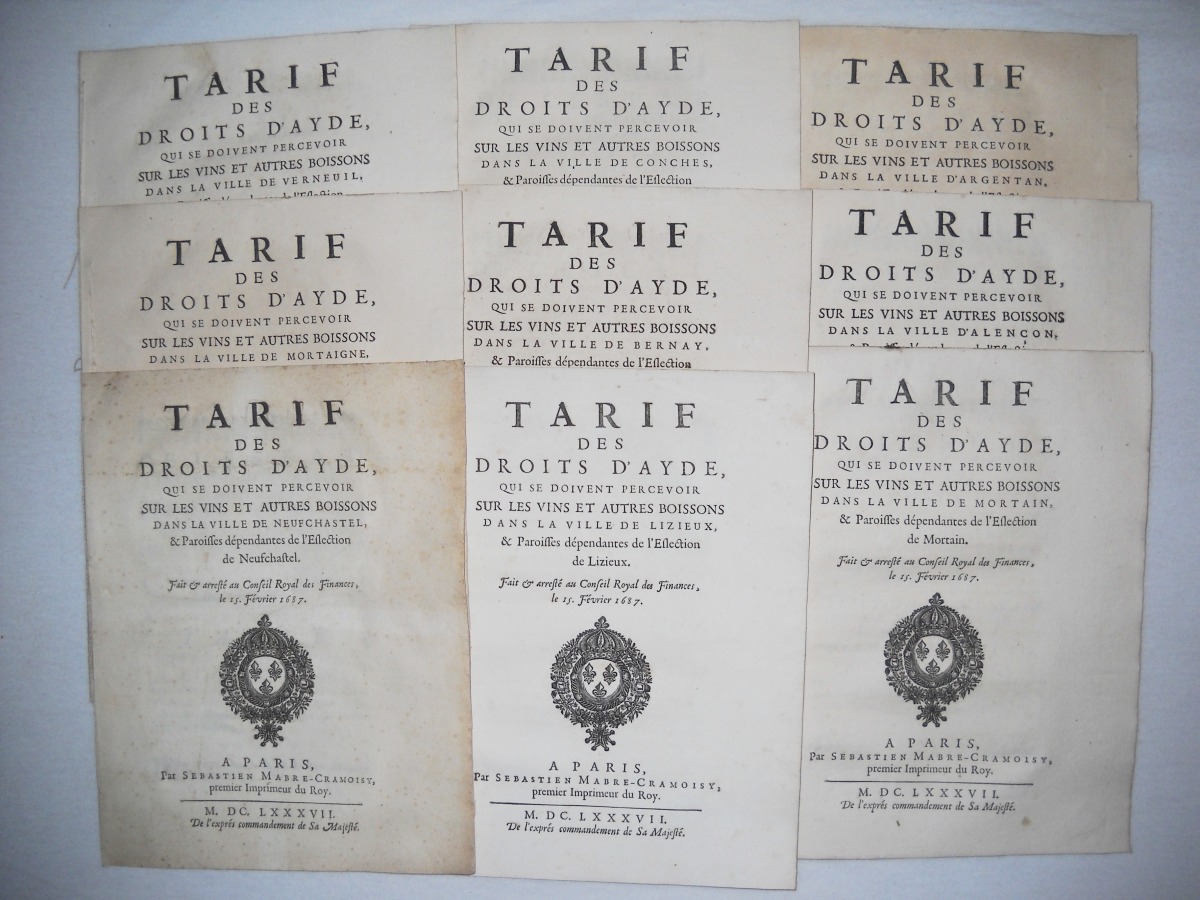 TARIF
DES
DROITS D'AYDE,
QUI SE DOIVENT PERCEVOIR
SUR LES VINS ET AUTRES BOISSONS
DANS LA VILLE DE VERNEUIL,
TARIF
DES
DROITS D'AYDE,
QUI SE DOIVENT PERCEVOIR
SUR LES VINS ET AUTRES BOISSONS
DANS LA VILLE DE CONCHES,
& Paroisses dépendantes de l'Eslection
TARIF
DES
DROITS D'AYDE,
QUI SE DOIVENT PERCEVOIR
SUR LES VINS ET AUTRES BOISSONS
DANS LA VILLE D'ARGENTAN,
TARIF
DES
DROITS D'AYDE,
QUI SE DOIVENT PERCEVOIR
SUR LES VINS ET AUTRES BOISSONS
DANS LA VILLE DE MORTAIGNE,
TARIF
DES
DROITS D'AYDE,
QUI SE DOIVENT PERCEVOIR
SUR LES VINS ET AUTRES BOISSONS
DANS LA VILLE DE BERNAY,
& Paroisses dépendantes de l'Eslection
TARIF
DES
DROITS D'AYDE,
QUI SE DOIVENT PERCEVOIR
SUR LES VINS ET AUTRES BOISSONS
DANS LA VILLE D'ALENÇON,
TARIF
DES
DROITS D'AYDE,
QUI SE DOIVENT PERCEVOIR
SUR LES VINS ET AUTRES BOISSONS
DANS LA VILLE DE NEUFCHASTEL,
& Paroisses dépendantes de l'Eslection
de Neufchastel.
Fait & arresté au Conseil Royal des Finances,
le 15. Février 1687.
A PARIS,
Par SEBASTIEN MABRE-CRAMOISY,
premier Imprimeur du Roy.
M. DC. LXXXVII.
De l'exprés commandement de Sa Majesté.
TARIF
DES
DROITS D'AYDE,
QUI SE DOIVENT PERCEVOIR
SUR LES VINS ET AUTRES BOISSONS
DANS LA VILLE DE LIZIEUX,
& Paroisses dépendantes de l'Eslection
de Lizieux.
Fait & arresté au Conseil Royal des Finances,
le 15. Février 1687.
A PARIS,
Par SEBASTIEN MABRE-CRAMOISY,
premier Imprimeur du Roy.
M. DC. LXXXVII.
De l'exprés commandement de Sa Majesté.
TARIF
DES
DROITS D'AYDE,
QUI SE DOIVENT PERCEVOIR
SUR LES VINS ET AUTRES BOISSONS
DANS LA VILLE DE MORTAIN,
& Paroisses dépendantes de l'Eslection
de Mortain.
Fait & arresté au Conseil Royal des Finances,
le 15. Février 1687.
A PARIS,
Par SEBASTIEN MABRE-CRAMOISY,
premier Imprimeur du Roy.
M. DC. LXXXVII.
De l'exprés commandement de Sa Majesté.